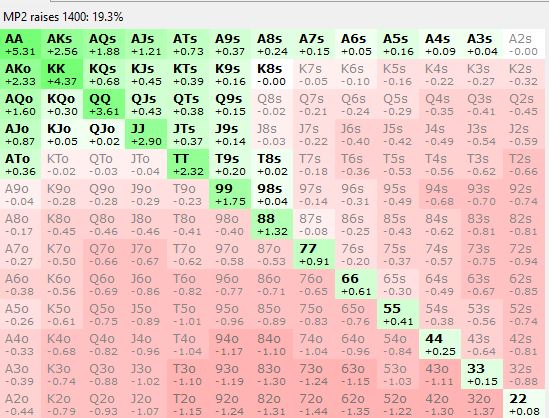 MP2 raises 1400: 19.3%
AA AKs AQs AJs ATs A9s A8s A7s A6s A5s A4s A3s A2s
+5.31 +2.56 +1.88 +1.21 +0.73 +0.37 +0.24 +0.15 +0.05 +0.16 +0.09 +0.04 -0.00
AKo KK KQs KJs KTs K9s K8s K7s K6s K5s K4s K3s K2s
+2.33 +4.37 +0.68 +0.45 +0.39 +0.16 -0.00 -0.05 -0.10 -0.16 -0.22 -0.27 -0.32
AQo KQo QQ QJs QTs Q9s Q8s Q7s Q6s Q5s Q4s Q3s Q2s
+1.60 +0.30 +3.61 +0.43 +0.38 +0.15 -0.02 -0.21 -0.24 -0.29 -0.35 -0.41 -0.45
AJo KJo QJo JJ JTs J9s J8s J7s J6s J5s J4s J3s J2s
+0.87 +0.05 +0.02 +2.90 +0.37 +0.14 -0.03 -0.22 -0.40 -0.42 -0.49 -0.54 -0.59
ATo KTo QTo JTo TT T9s T8s T7s T6s T5s T4s T3s T2s
+0.36 -0.02 -0.03 -0.04 +2.32 +0.20 +0.02 -0.18 -0.36 -0.53 -0.56 -0.62 -0.66
A9o K9o Q9o J9o T9o 99 98s 97s 96s 95s 94s 93s 92s
-0.04 -0.28 -0.28 -0.29 -0.23 +1.75 +0.04 -0.14 -0.31 -0.49 -0.68 -0.70 -0.74
A8o K8o Q8o J8o T8o 98o 88 87s 86s 85s 84s 83s 82s
-0.17 -0.45 -0.46 -0.46 -0.41 -0.40 +1.32 -0.08 -0.25 -0.43 -0.62 -0.81 -0.81
A7o K7o Q7o J7o T7o 97o 87o 77 76s 75s 74s 73s 72s
-0.27 -0.50 -0.66 -0.67 -0.62 -0.58 -0.53 +0.91 -0.20 -0.37 -0.57 -0.75 -0.94
A6o K6o Q6o J6o T6o 96o 86o 76o 66 65s 64s 63s 62s
-0.38 -0.56 -0.69 -0.86 -0.82 -0.77 -0.71 -0.65 +0.61 -0.30 -0.49 -0.67 -0.85
A5o K5o Q5o J5o T5o 95o 85o 75o 65o 55 54s 53s 52s
-0.26 -0.61 -0.75 -0.89 -1.01 -0.96 -0.89 -0.83 -0.76 +0.41 -0.38 -0.56 -0.74
A4o K4o Q4o J4o T4o 94o 84o 74o 64o 54o 44 43s 42s
-0.33 -0.68 -0.82 -0.96 -1.04 -1.17 -1.10 -1.04 -0.96 -0.84 +0.25 -0.64 -0.81
A3o K3o Q3o J3o T3o 93o 83o 73o 63o 53o 43o 33 32s
-0.39 -0.74 -0.88 -1.02 -1.10 -1.19 -1.30 -1.24 -1.15 -1.03 -1.11 +0.15 -0.88
A2o K2o Q2o J2o T2o 92o 82o 72o 62o 52o 42o 32o 22
-0.44 -0.79 -0.93 -1.07 -1.15 -1.24 -1.31 -1.44 -1.35 -1.22 -1.30 -1.37 +0.08